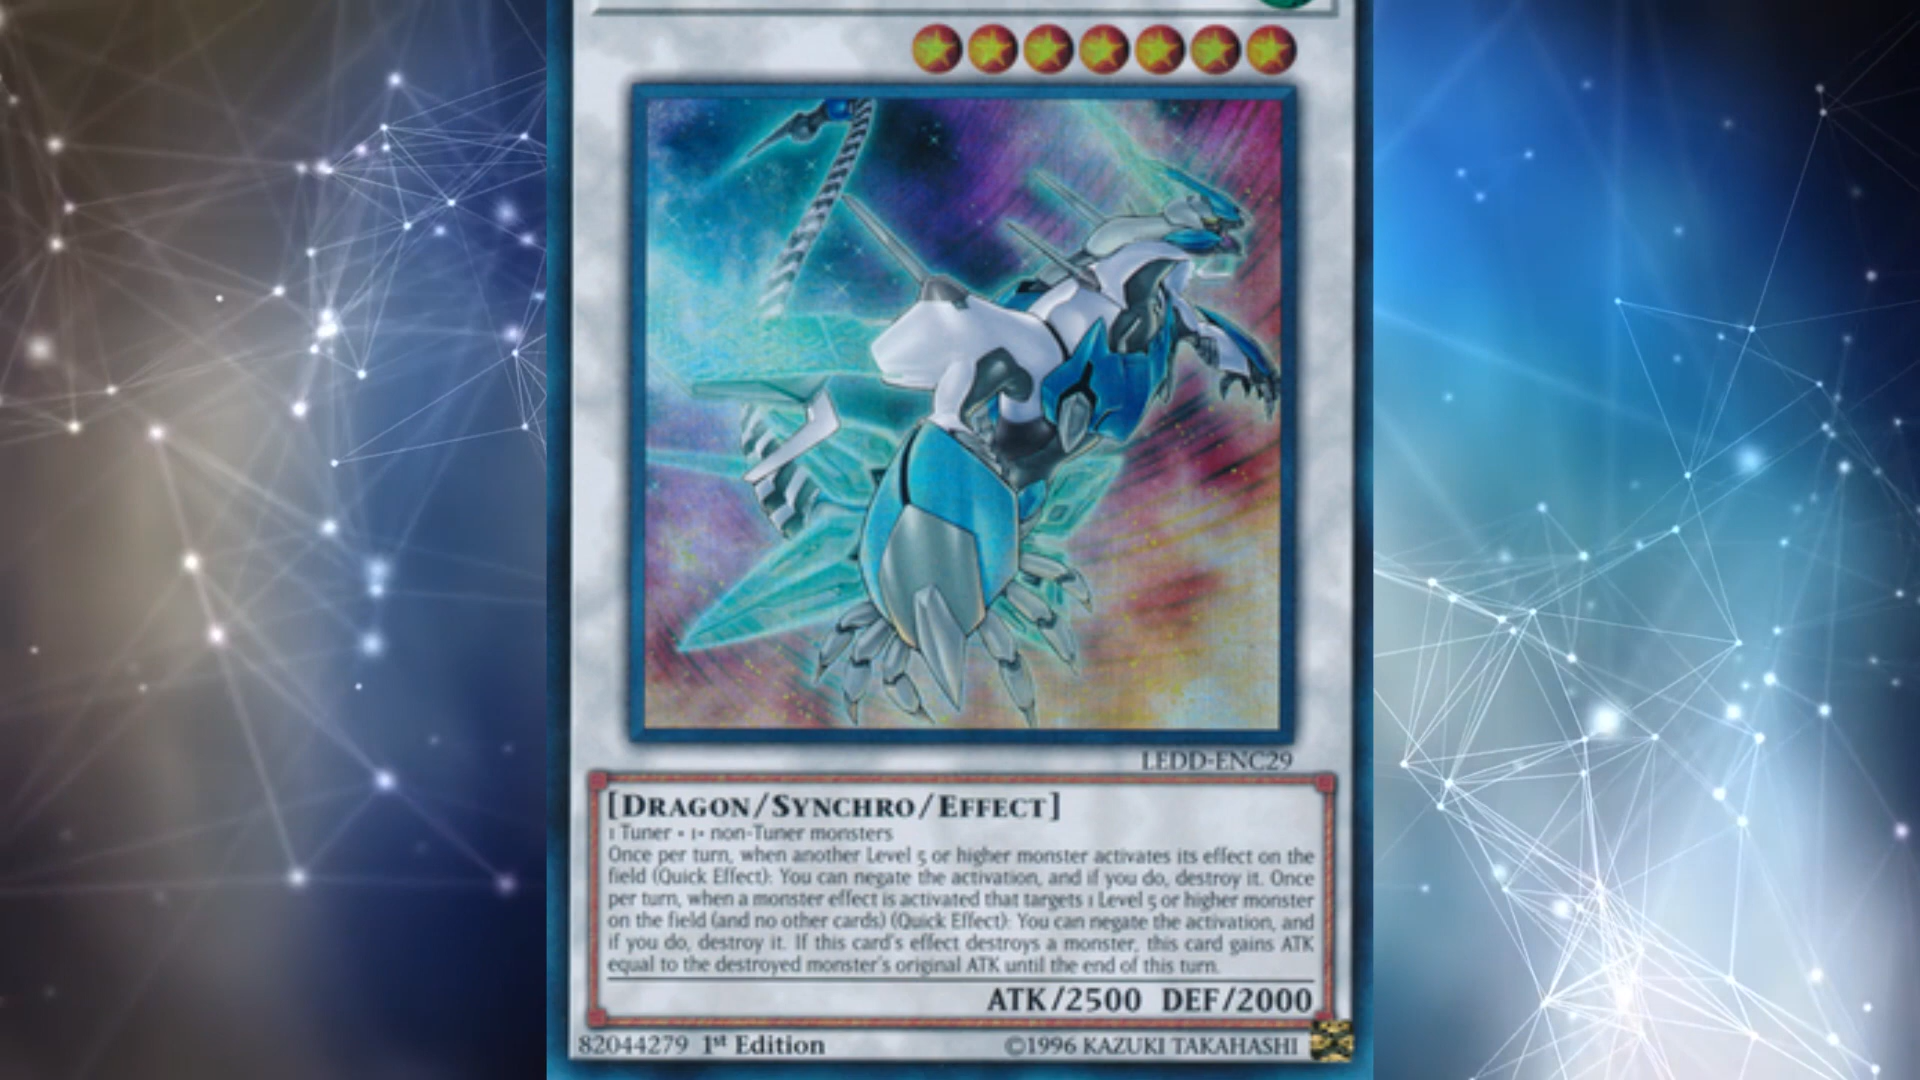 LEDD-ENC29
[DRAGON/SYNCHRO/EFFECT]
1 Tuner + 1+ non-Tuner monsters
Once per turn, when another Level 5 or higher monster activates its effect on the
field (Quick Effect): You can negate the activation, and if you do, destroy it. Once
per turn, when a monster effect is activated that targets 1 Level 5 or higher monster
on the field (and no other cards) (Quick Effect): You can negate the activation, and
if you do, destroy it. If this card's effect destroys a monster, this card gains ATK
equal to the destroyed monster's original ATK until the end of this turn.
ATK/2500 DEF/2000
82044279 1st Edition ©1996 KAZUKI TAKAHASHI